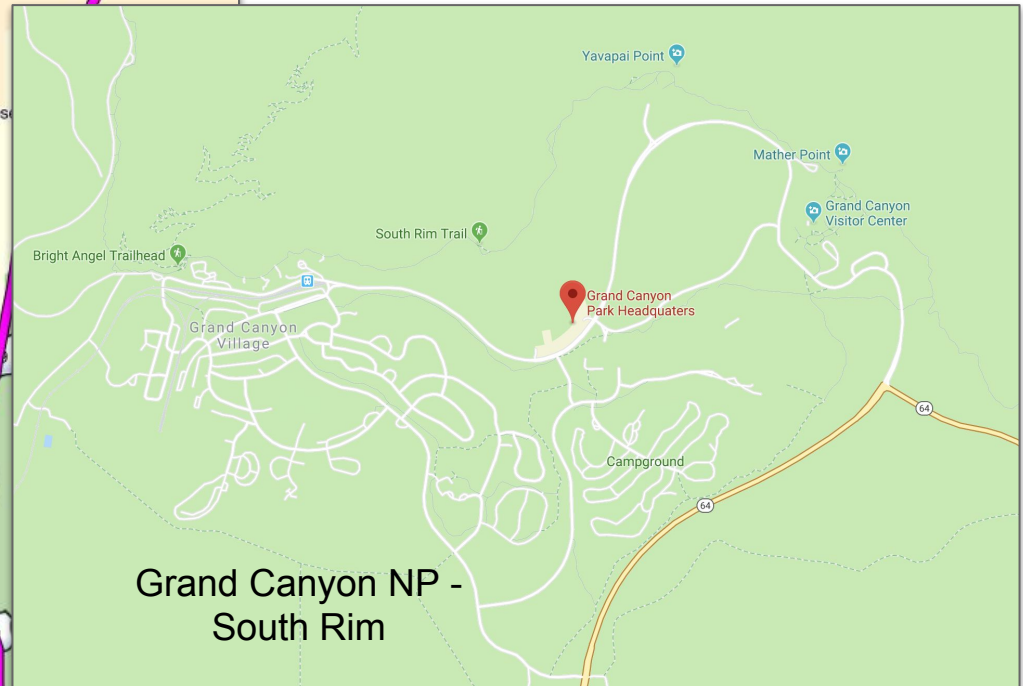 Yavapai Point
Mather Point
Grand Canyon
Visitor Center
South Rim Trail
Bright Angel Trailhead
Grand Canyon
Park Headquaters
Grand Canyon
Village
64
Campground
64
Grand Canyon NP -
South Rim